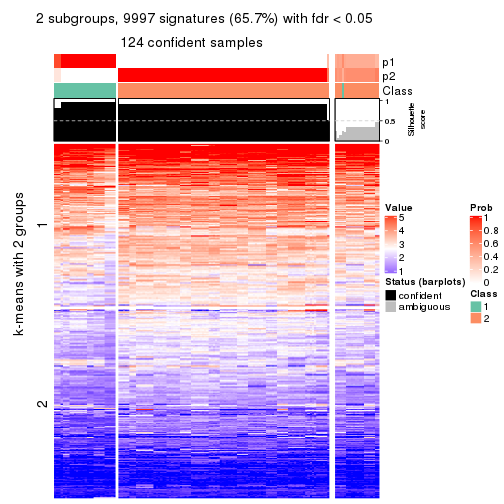 2 subgroups, 9997 signatures (65.7%) with fdr < 0.05
124 confident samples
p1
p2
Class
1
0.5
0
Silhouette
score
k-means with 2 groups
1
2
Value
5
4
3
2
1
Status (barplots)
confident
ambiguous
Prob
1
0.8
0.6
0.4
0.2
0
Class
1
2